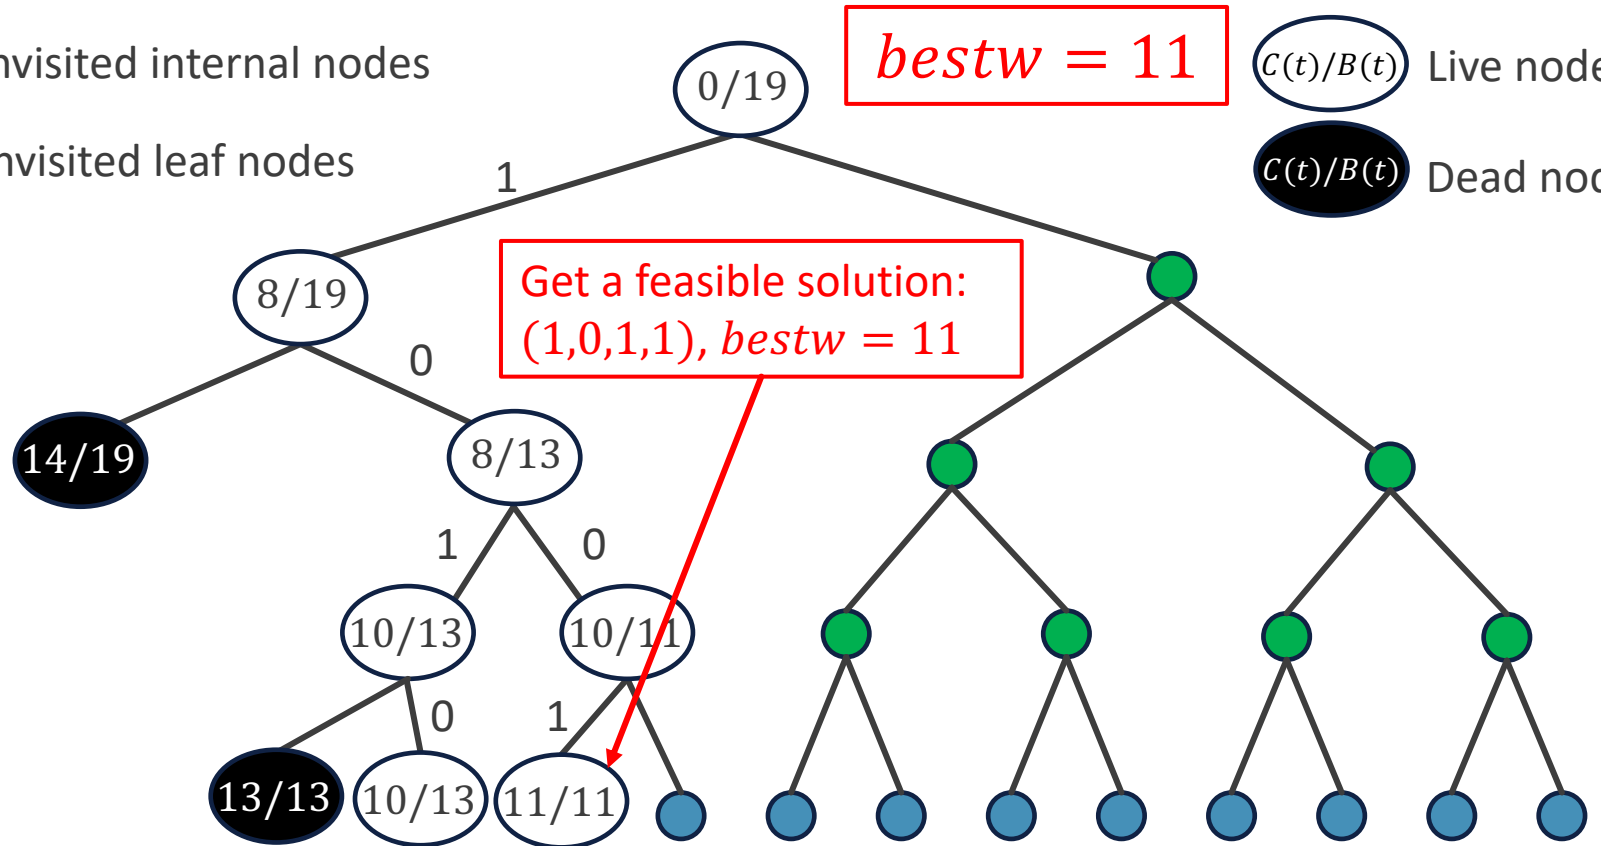 nvisited internal nodes
0/19
bestw = 11
C(t)/B(t)
Live node
nvisited leaf nodes
1
C(t)/B(t)
Dead nod
8/19
Get a feasible solution:
(1,0,1,1), bestw = 11
0
14/19
8/13
1
0
10/13
10/11
0
1
13/13
10/13
11/11